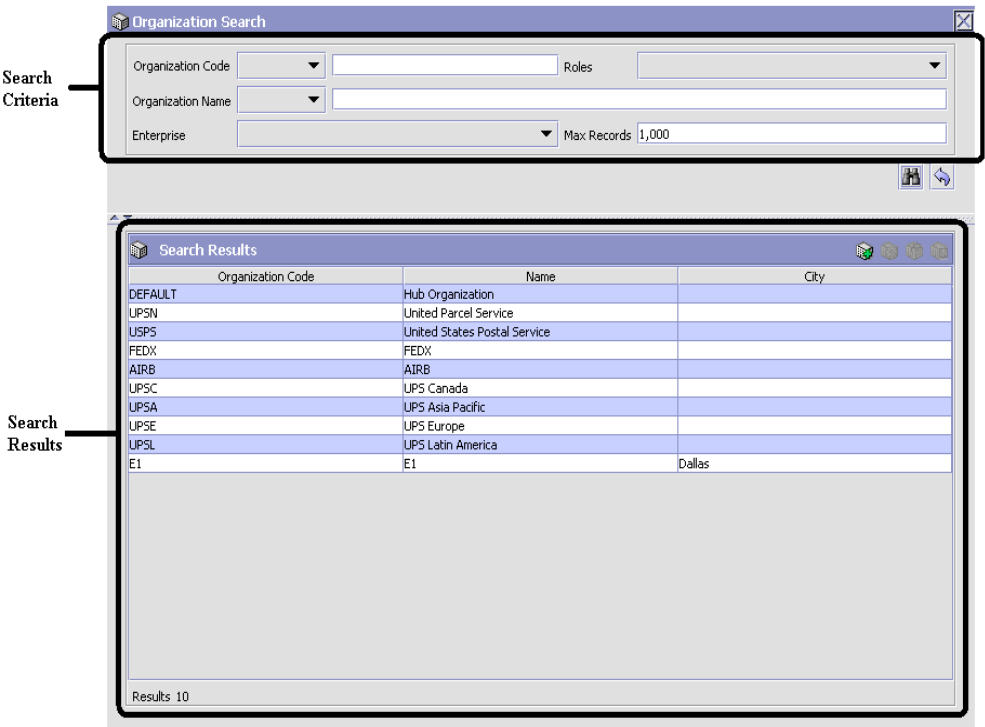 Organization Search
Search
Criteria
Organization Code
Roles
Organization Name
Enterprise
Max Records 1,000
Search
Results
Search Results
Organization Code Name City
DEFAULT Hub Organization
UPSN United Parcel Service
USPS United States Postal Service
FEDX FEDX
AIRB AIRB
UPSC UPS Canada
UPSA UPS Asia Pacific
UPSE UPS Europe
UPSL UPS Latin America
E1 E1 Dallas
Results 10